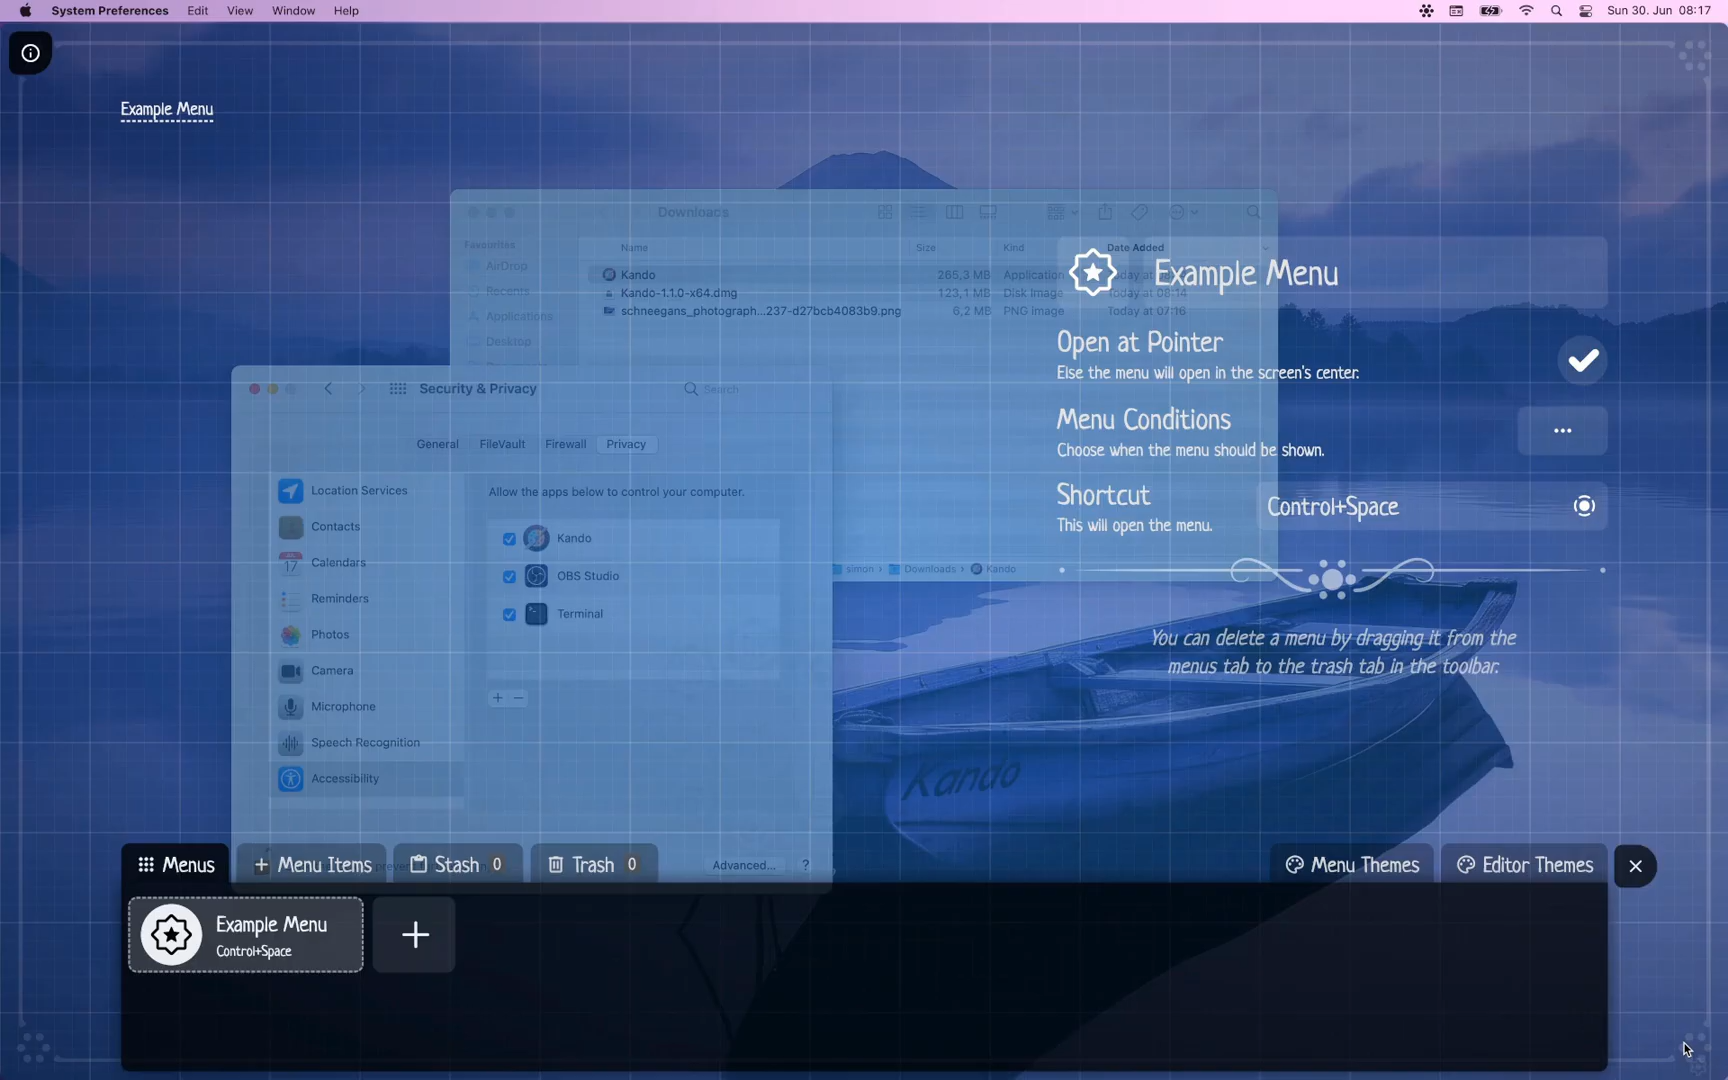 System Preferences Edit View Window Help Sun 30. Jun 08:17
Example Menu
Downloads
Favourites
AirDrop
Recents
Applications
Desktop
Name Size Kind Date Added
Kando 265,3 MB Application
Kando-1.1.0-x64.dmg 123,1 MB Disk Image Today at 08:14
schneegans_photograph...237-d27bcb4083b9.png 6,2 MB PNG image Today at 07:16
simon › Downloads › Kando
Example Menu
Open at Pointer
Else the menu will open in the screen's center.
Menu Conditions
Choose when the menu should be shown.
...
Shortcut
This will open the menu.
Control+Space
You can delete a menu by dragging it from the
menus tab to the trash tab in the toolbar.
Security & Privacy
Search
General FileVault Firewall Privacy
Location Services
Contacts
17 Calendars
Reminders
Photos
Camera
Microphone
Speech Recognition
Accessibility
Allow the apps below to control your computer.
Kando
OBS Studio
Terminal
+ −
Advanced... ?
Kando
Menus + Menu Items Stash 0 Trash 0 Menu Themes Editor Themes
Example Menu
Control+Space